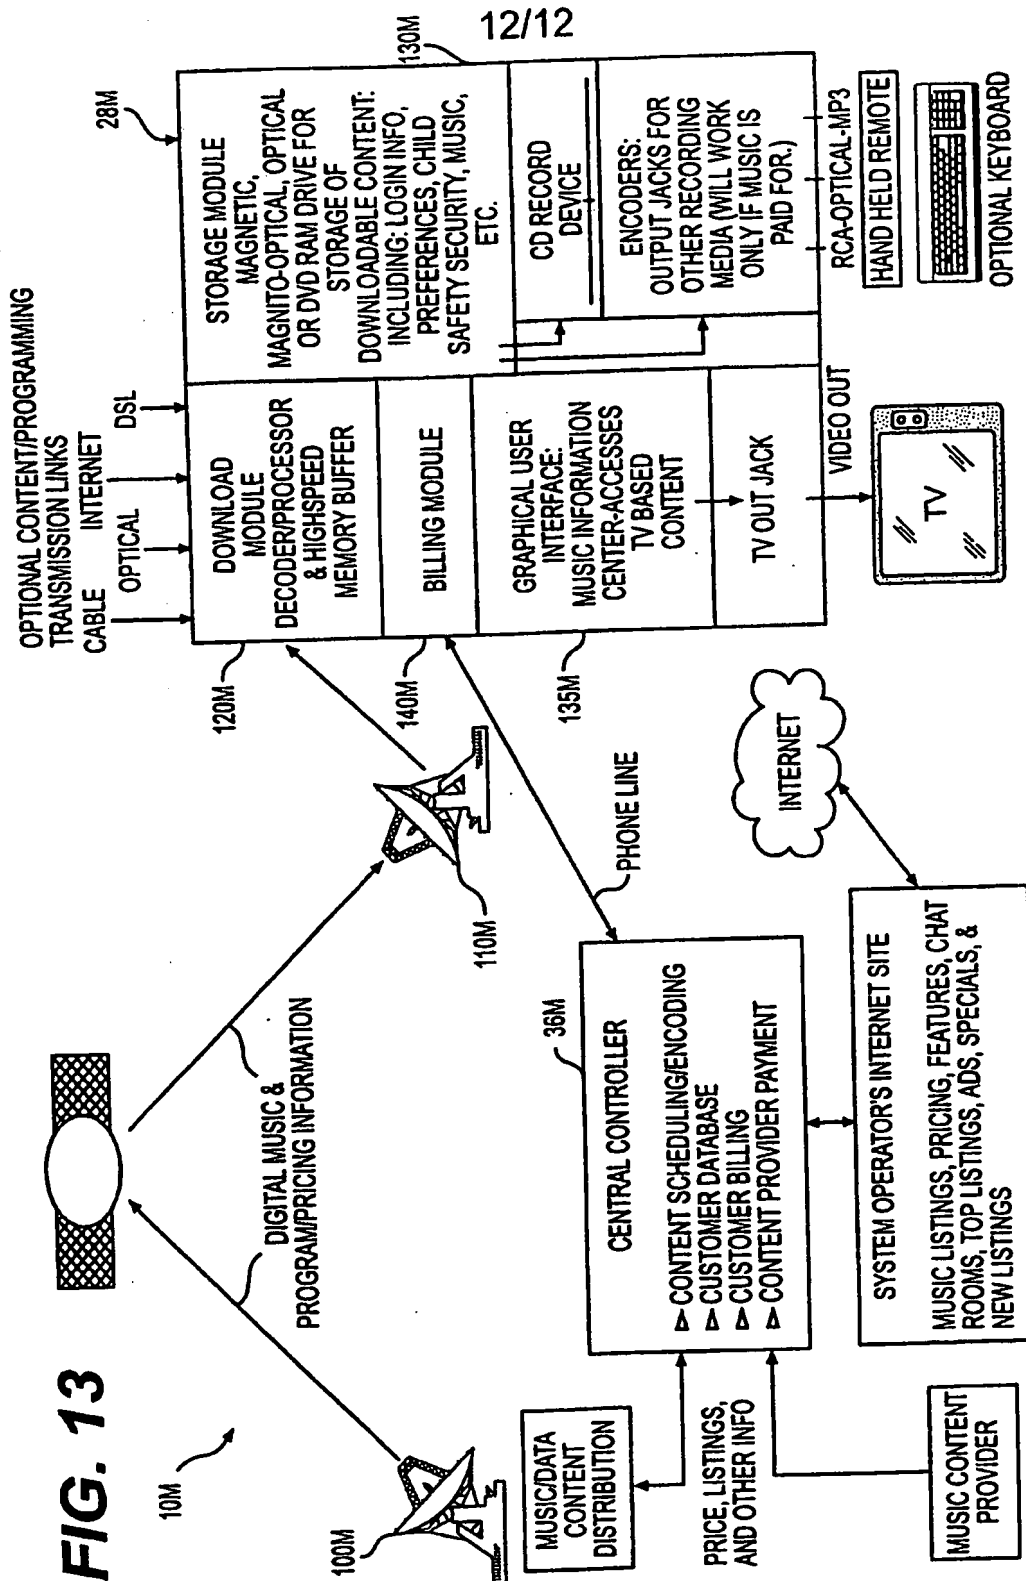 12/12
FIG. 13
10M
100M
DIGITAL MUSIC &
PROGRAM/PRICING INFORMATION
110M
OPTIONAL CONTENT/PROGRAMING
TRANSMISSION LINKS
CABLE
OPTICAL
INTERNET
DSL
28M
120M
DOWNLOAD
MODULE
DECODER/PROCESSOR
& HIGHSPEED
MEMORY BUFFER
140M
BILLING MODULE
135M
GRAPHICAL USER
INTERFACE:
MUSIC INFORMATION
CENTER-ACCESSES
TV BASED
CONTENT
TV OUT JACK
VIDEO OUT
TV
130M
STORAGE MODULE
MAGNETIC,
MAGNITO-OPTICAL, OPTICAL
OR DVD RAM DRIVE FOR
STORAGE OF
DOWNLOADABLE CONTENT:
INCLUDING: LOGIN INFO,
PREFERENCES, CHILD
SAFETY SECURITY, MUSIC,
ETC.
CD RECORD
DEVICE
ENCODERS:
OUTPUT JACKS FOR
OTHER RECORDING
MEDIA (WILL WORK
ONLY IF MUSIC IS
PAID FOR.)
RCA-OPTICAL-MP3
HAND HELD REMOTE
OPTIONAL KEYBOARD
PHONE LINE
INTERNET
36M
CENTRAL CONTROLLER
CONTENT SCHEDULING/ENCODING
CUSTOMER DATABASE
CUSTOMER BILLING
CONTENT PROVIDER PAYMENT
MUSIC/DATA
CONTENT
DISTRIBUTION
PRICE, LISTINGS,
AND OTHER INFO
MUSIC CONTENT
PROVIDER
SYSTEM OPERATOR'S INTERNET SITE
MUSIC LISTINGS, PRICING, FEATURES, CHAT
ROOMS, TOP LISTINGS, ADS, SPECIALS, &
NEW LISTINGS